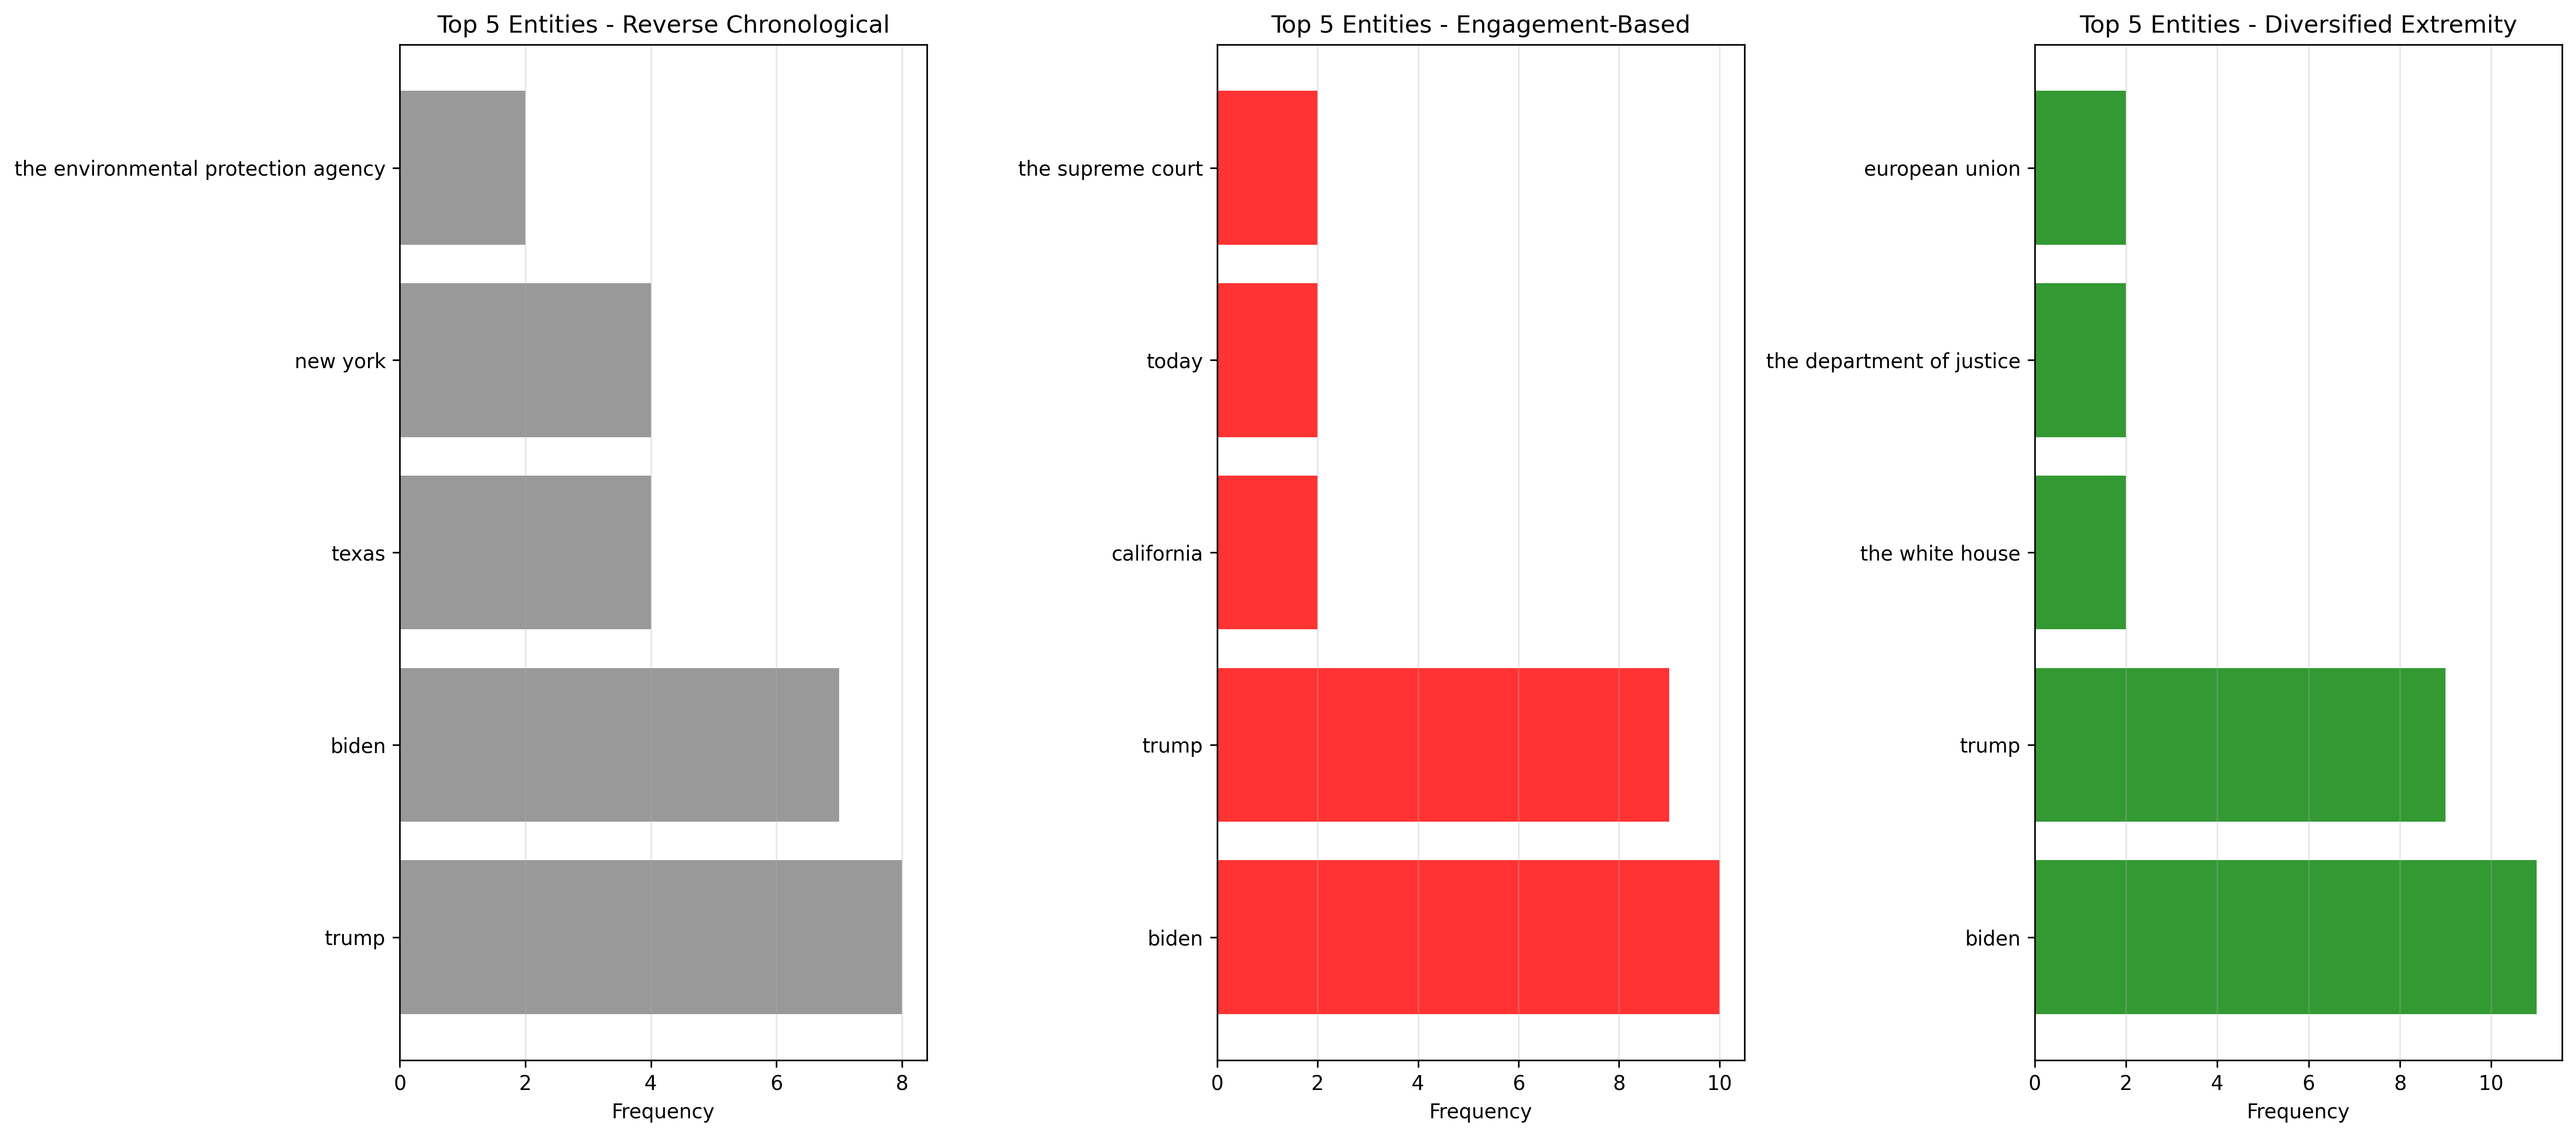 Top 5 Entities - Reverse Chronological
the environmental protection agency
new york
texas
biden
trump
0 2 4 6 8
Frequency
Top 5 Entities - Engagement-Based
the supreme court
today
california
trump
biden
0 2 4 6 8 10
Frequency
Top 5 Entities - Diversified Extremity
european union
the department of justice
the white house
trump
biden
0 2 4 6 8 10
Frequency